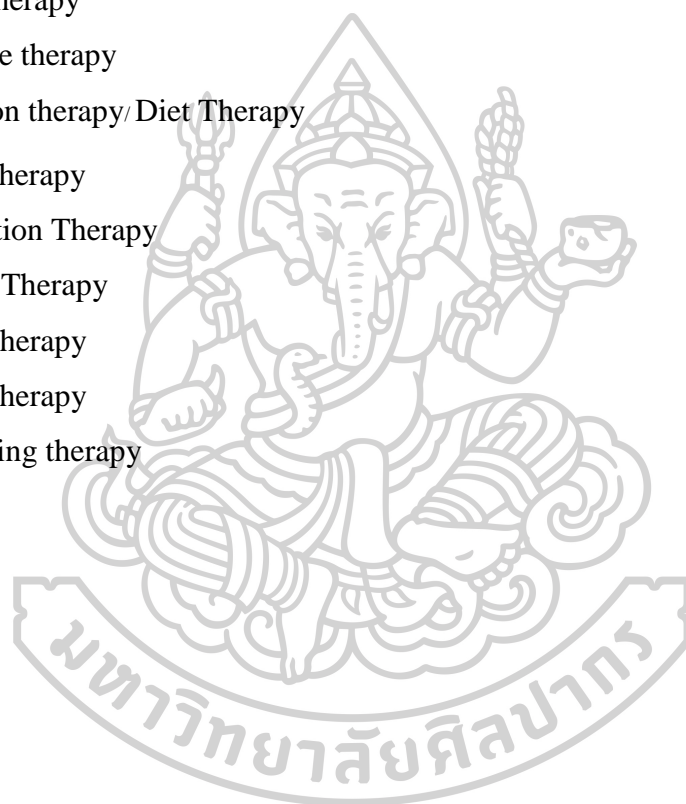 herapy
e therapy
on therapy/ Diet Therapy
herapy
tion Therapy
Therapy
herapy
herapy
ing therapy
มหาวิทยาลัยศิลปากร